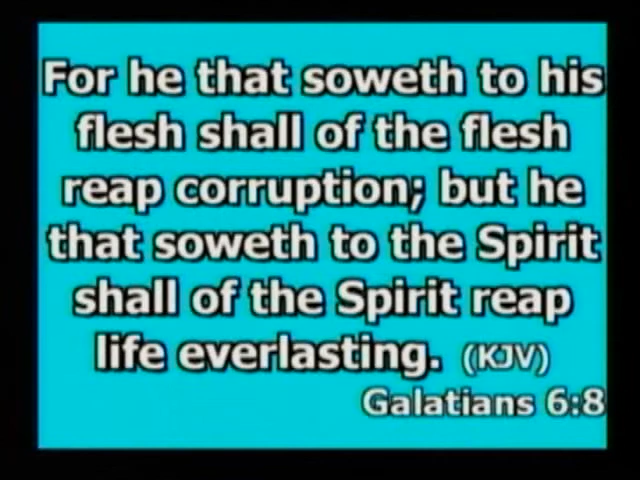 For he that soweth to his
flesh shall of the flesh
reap corruption; but he
that soweth to the Spirit
shall of the Spirit reap
life everlasting. (KJV)
Galatians 6:8